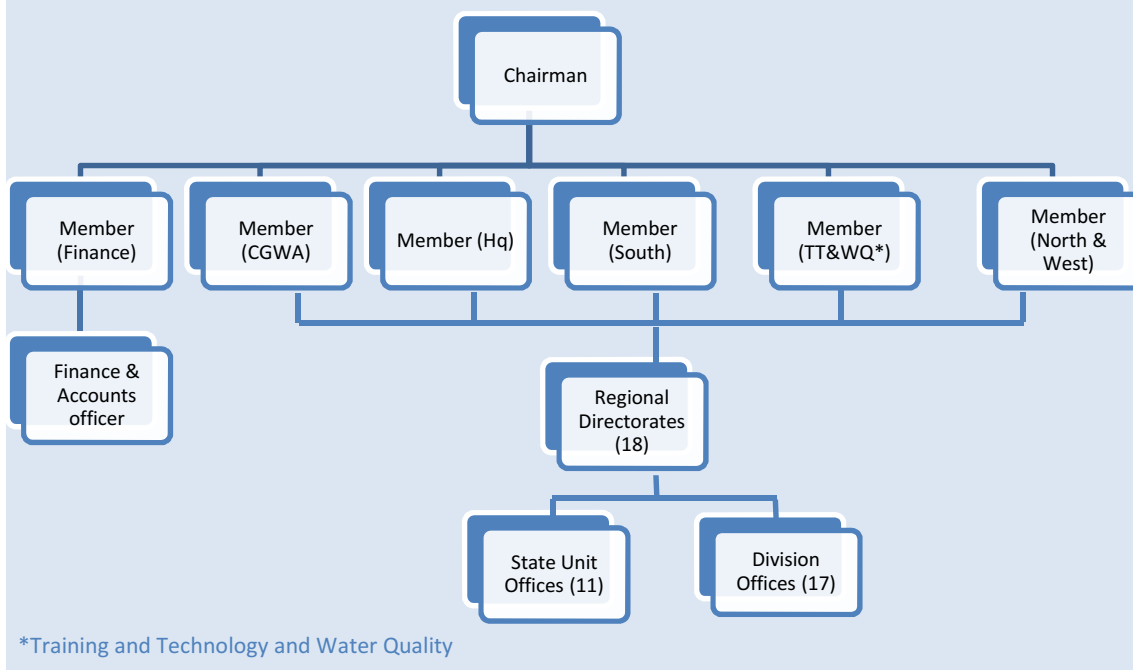 Chairman
Member
(Finance)
Member
(CGWA)
Member (Hq)
Member
(South)
Member
(TT&WQ*)
Member
(North &
West)
Finance &
Accounts
officer
Regional
Directorates
(18)
State Unit
Offices (11)
Division
Offices (17)
*Training and Technology and Water Quality